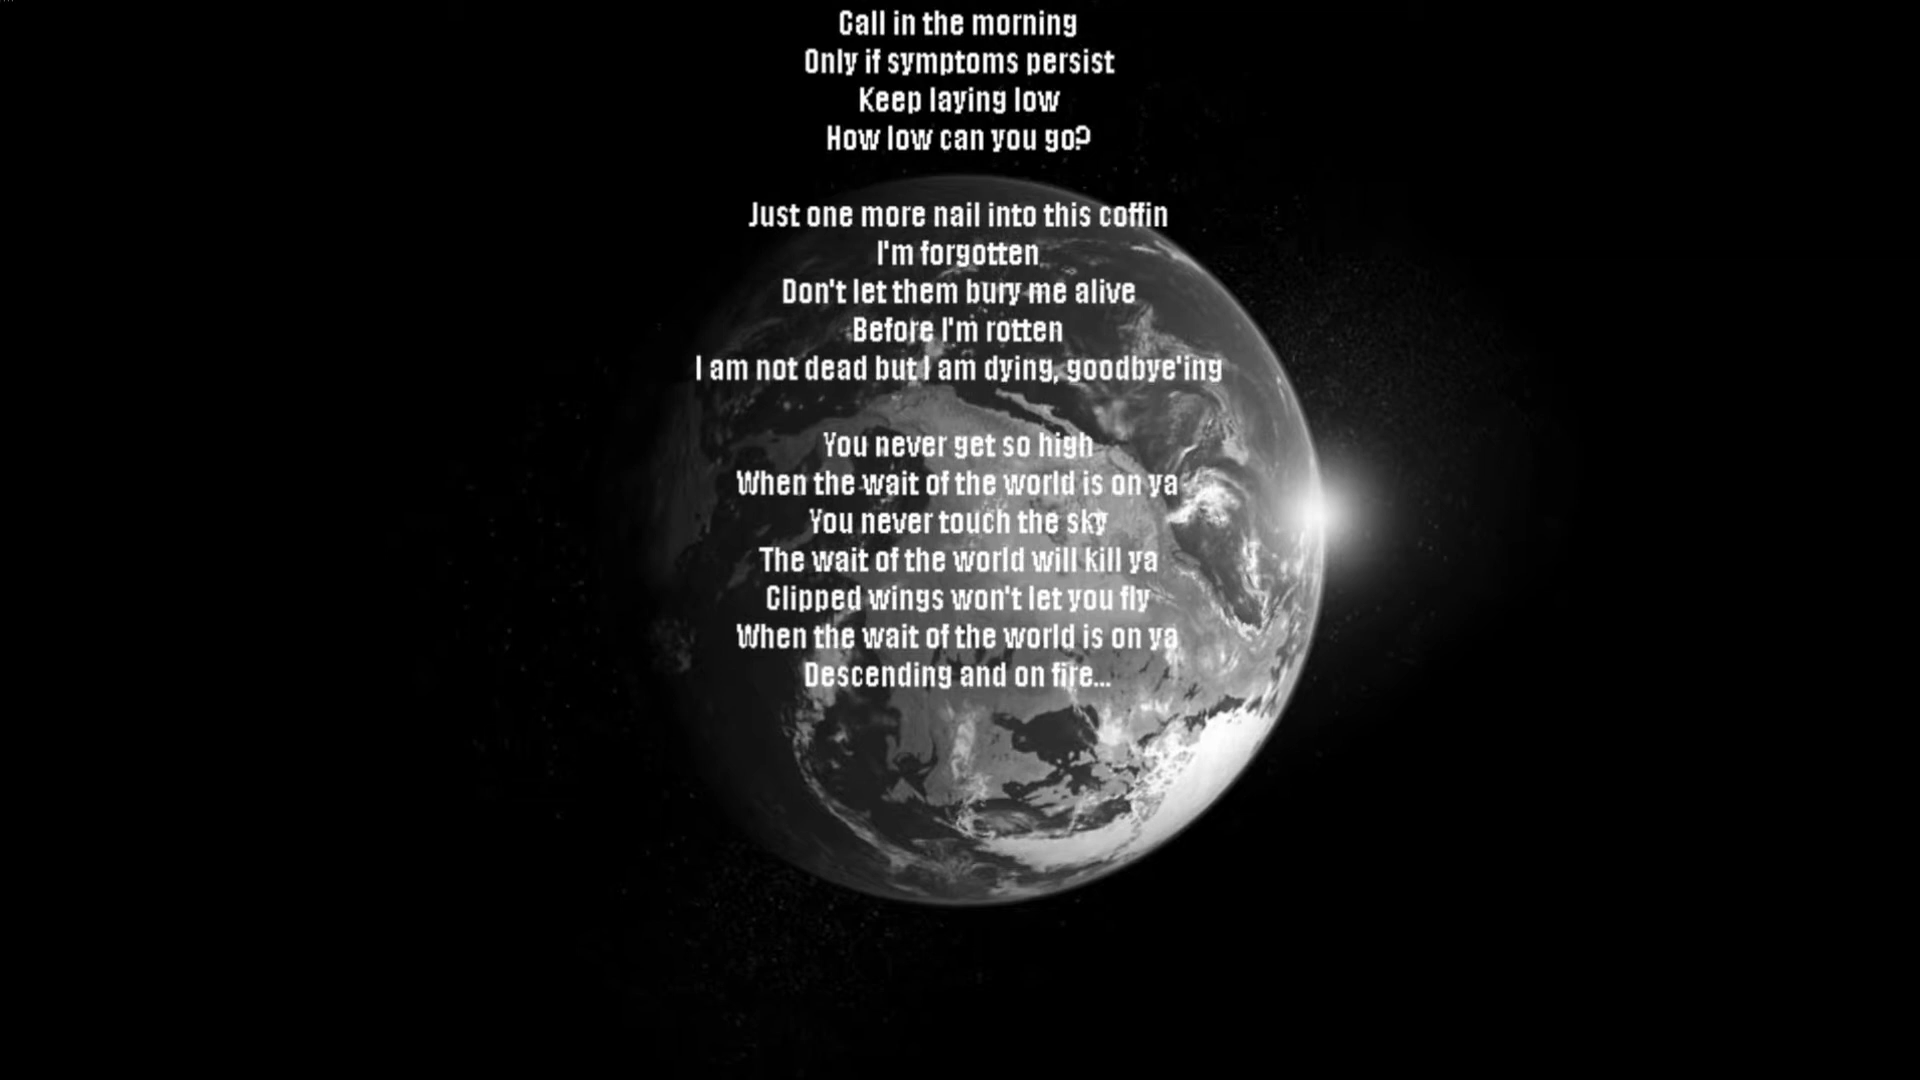 Call in the morning
Only if symptoms persist
Keep laying low
How low can you go?
Just one more nail into this coffin
I'm forgotten
Don't let them bury me alive
Before I'm rotten
I am not dead but I am dying, goodbye'ing
You never get so high
When the wait of the world is on ya
You never touch the sky
The wait of the world will kill ya
Clipped wings won't let you fly
When the wait of the world is on ya
Descending and on fire...